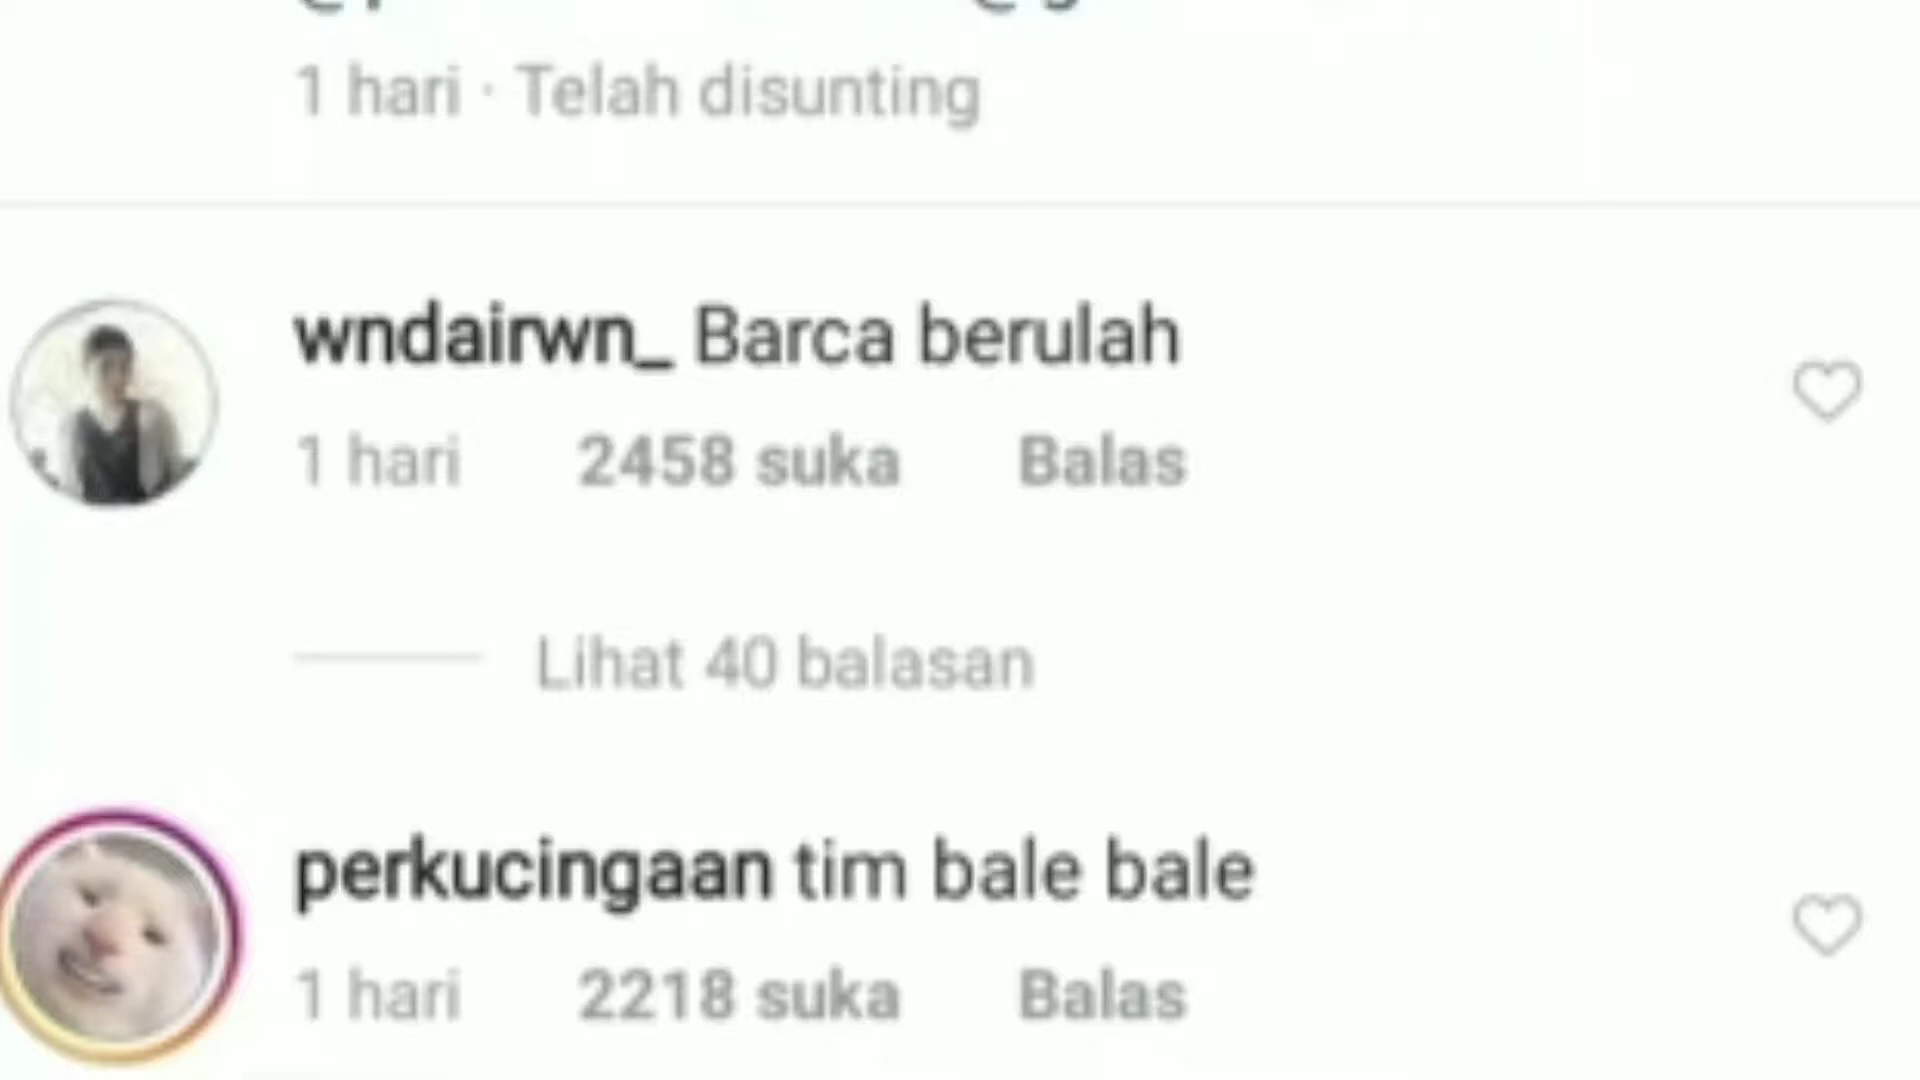 1 hari · Telah disunting
wndairwn_ Barca berulah
1 hari 2458 suka Balas
Lihat 40 balasan
perkucingaan tim bale bale
1 hari 2218 suka Balas